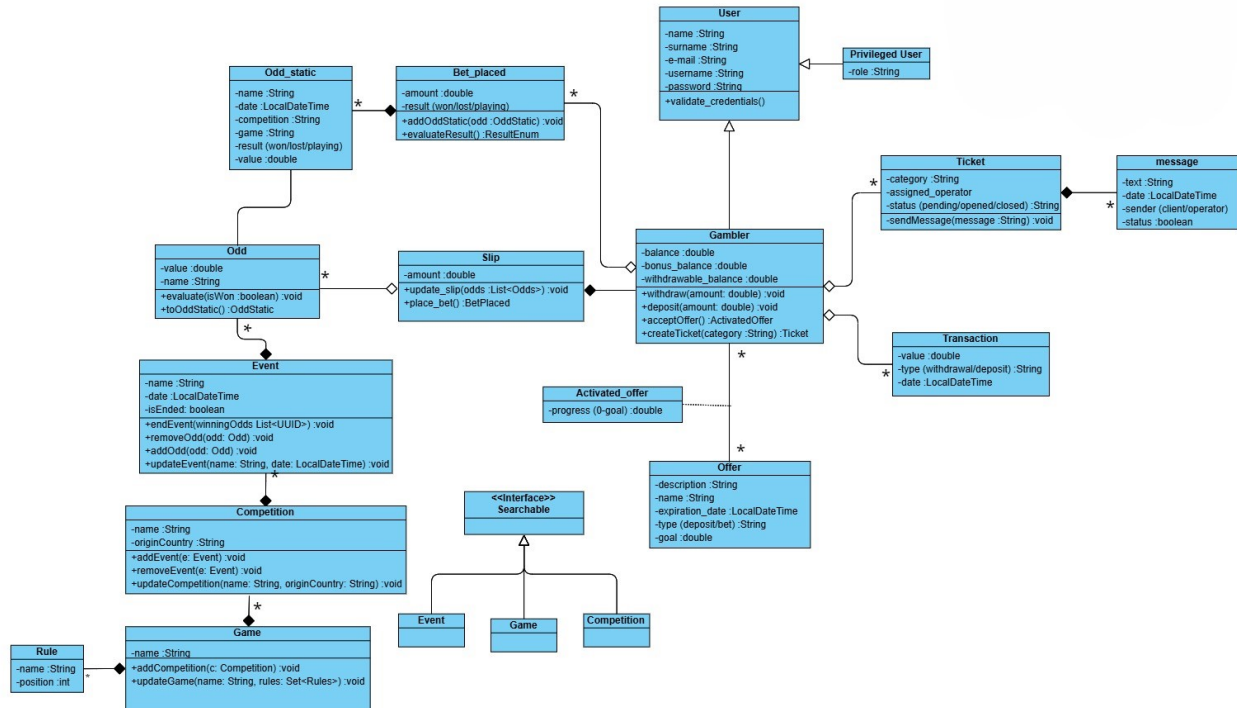 User
-name :String
-surname :String
-e-mail :String
-username :String
-password :String
+validate_credentials()
Privileged User
-role :String
Odd_static
-name :String
-date :LocalDateTime
-competition :String
-game :String
-result (won/lost/playing)
-value :double
*
Bet_placed
-amount :double
-result (won/lost/playing)
+addOddStatic(odd :OddStatic) :void
+evaluateResult() :ResultEnum
*
Ticket
-category :String
-assigned_operator
-status (pending/opened/closed) :String
-sendMessage(message :String) :void
*
message
-text :String
-date :LocalDateTime
-sender (client/operator)
-status :boolean
*
Odd
-value :double
-name :String
+evaluate(isWon :boolean) :void
+toOddStatic() :OddStatic
*
*
Slip
-amount :double
+update_slip(odds :List<Odds>) :void
+place_bet() :BetPlaced
Gambler
-balance :double
-bonus_balance :double
-withdrawable_balance :double
+withdraw(amount: double) :void
+deposit(amount: double) :void
+acceptOffer() :ActivatedOffer
+createTicket(category :String) :Ticket
*
Transaction
-value :double
-type (withdrawal/deposit) :String
-date :LocalDateTime
*
Event
-name :String
-date :LocalDateTime
-isEnded: boolean
+endEvent(winningOdds List<UUID>) :void
+removeOdd(odd: Odd) :void
+addOdd(odd: Odd) :void
+updateEvent(name: String, date: LocalDateTime) :void
*
Activated_offer
-progress (0-goal) :double
*
Offer
-description :String
-name :String
-expiration_date :LocalDateTime
-type (deposit/bet) :String
-goal :double
<<Interface>>
Searchable
Competition
-name :String
-originCountry :String
+addEvent(e: Event) :void
+removeEvent(e: Event) :void
+updateCompetition(name: String, originCountry: String) :void
*
Event
Game
Competition
Game
-name :String
+addCompetition(c: Competition) :void
+updateGame(name: String, rules: Set<Rules>) :void
Rule
-name :String
-position :int
*